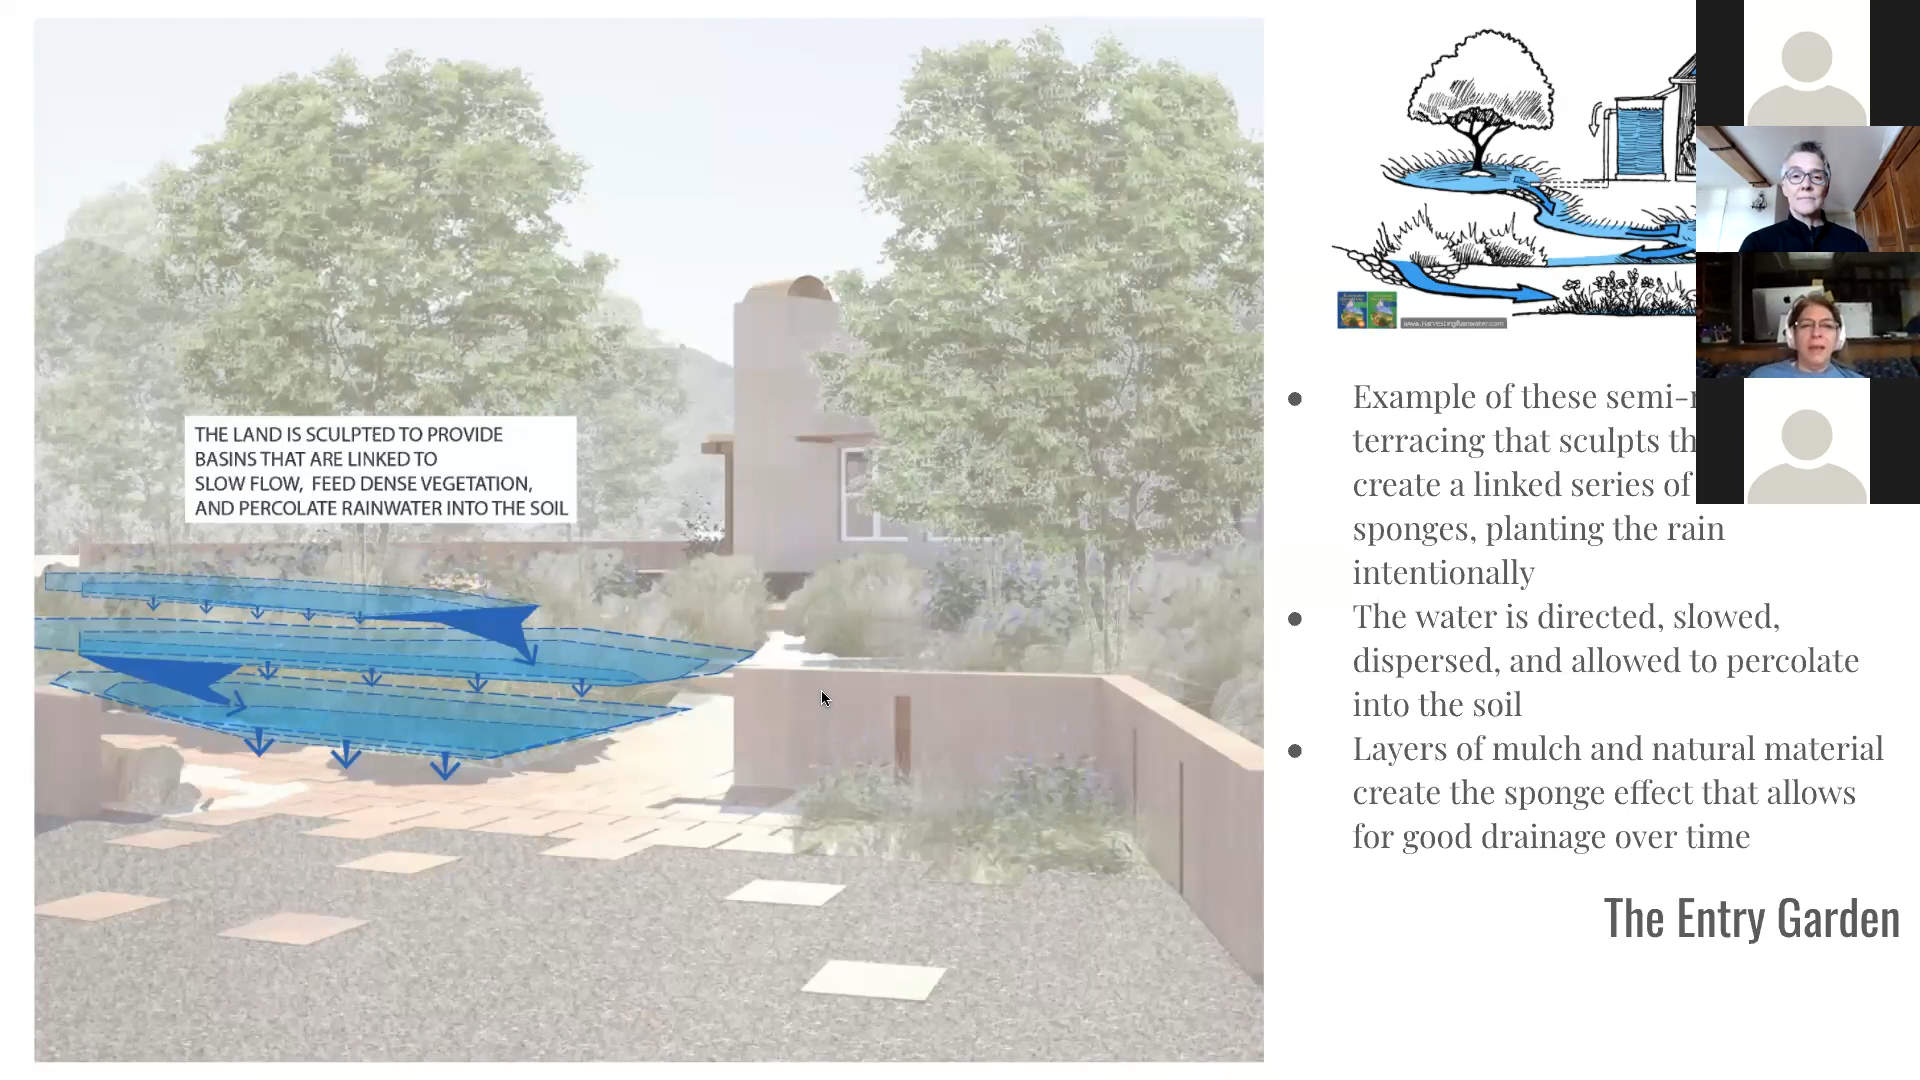 THE LAND IS SCULPTED TO PROVIDE
BASINS THAT ARE LINKED TO
SLOW FLOW, FEED DENSE VEGETATION,
AND PERCOLATE RAINWATER INTO THE SOIL
www.HarvestingRainwater.com
Example of these semi-
terracing that sculpts
create a linked series of
sponges, planting the rain
intentionally
The water is directed, slowed,
dispersed, and allowed to percolate
into the soil
Layers of mulch and natural material
create the sponge effect that allows
for good drainage over time
The Entry Garden